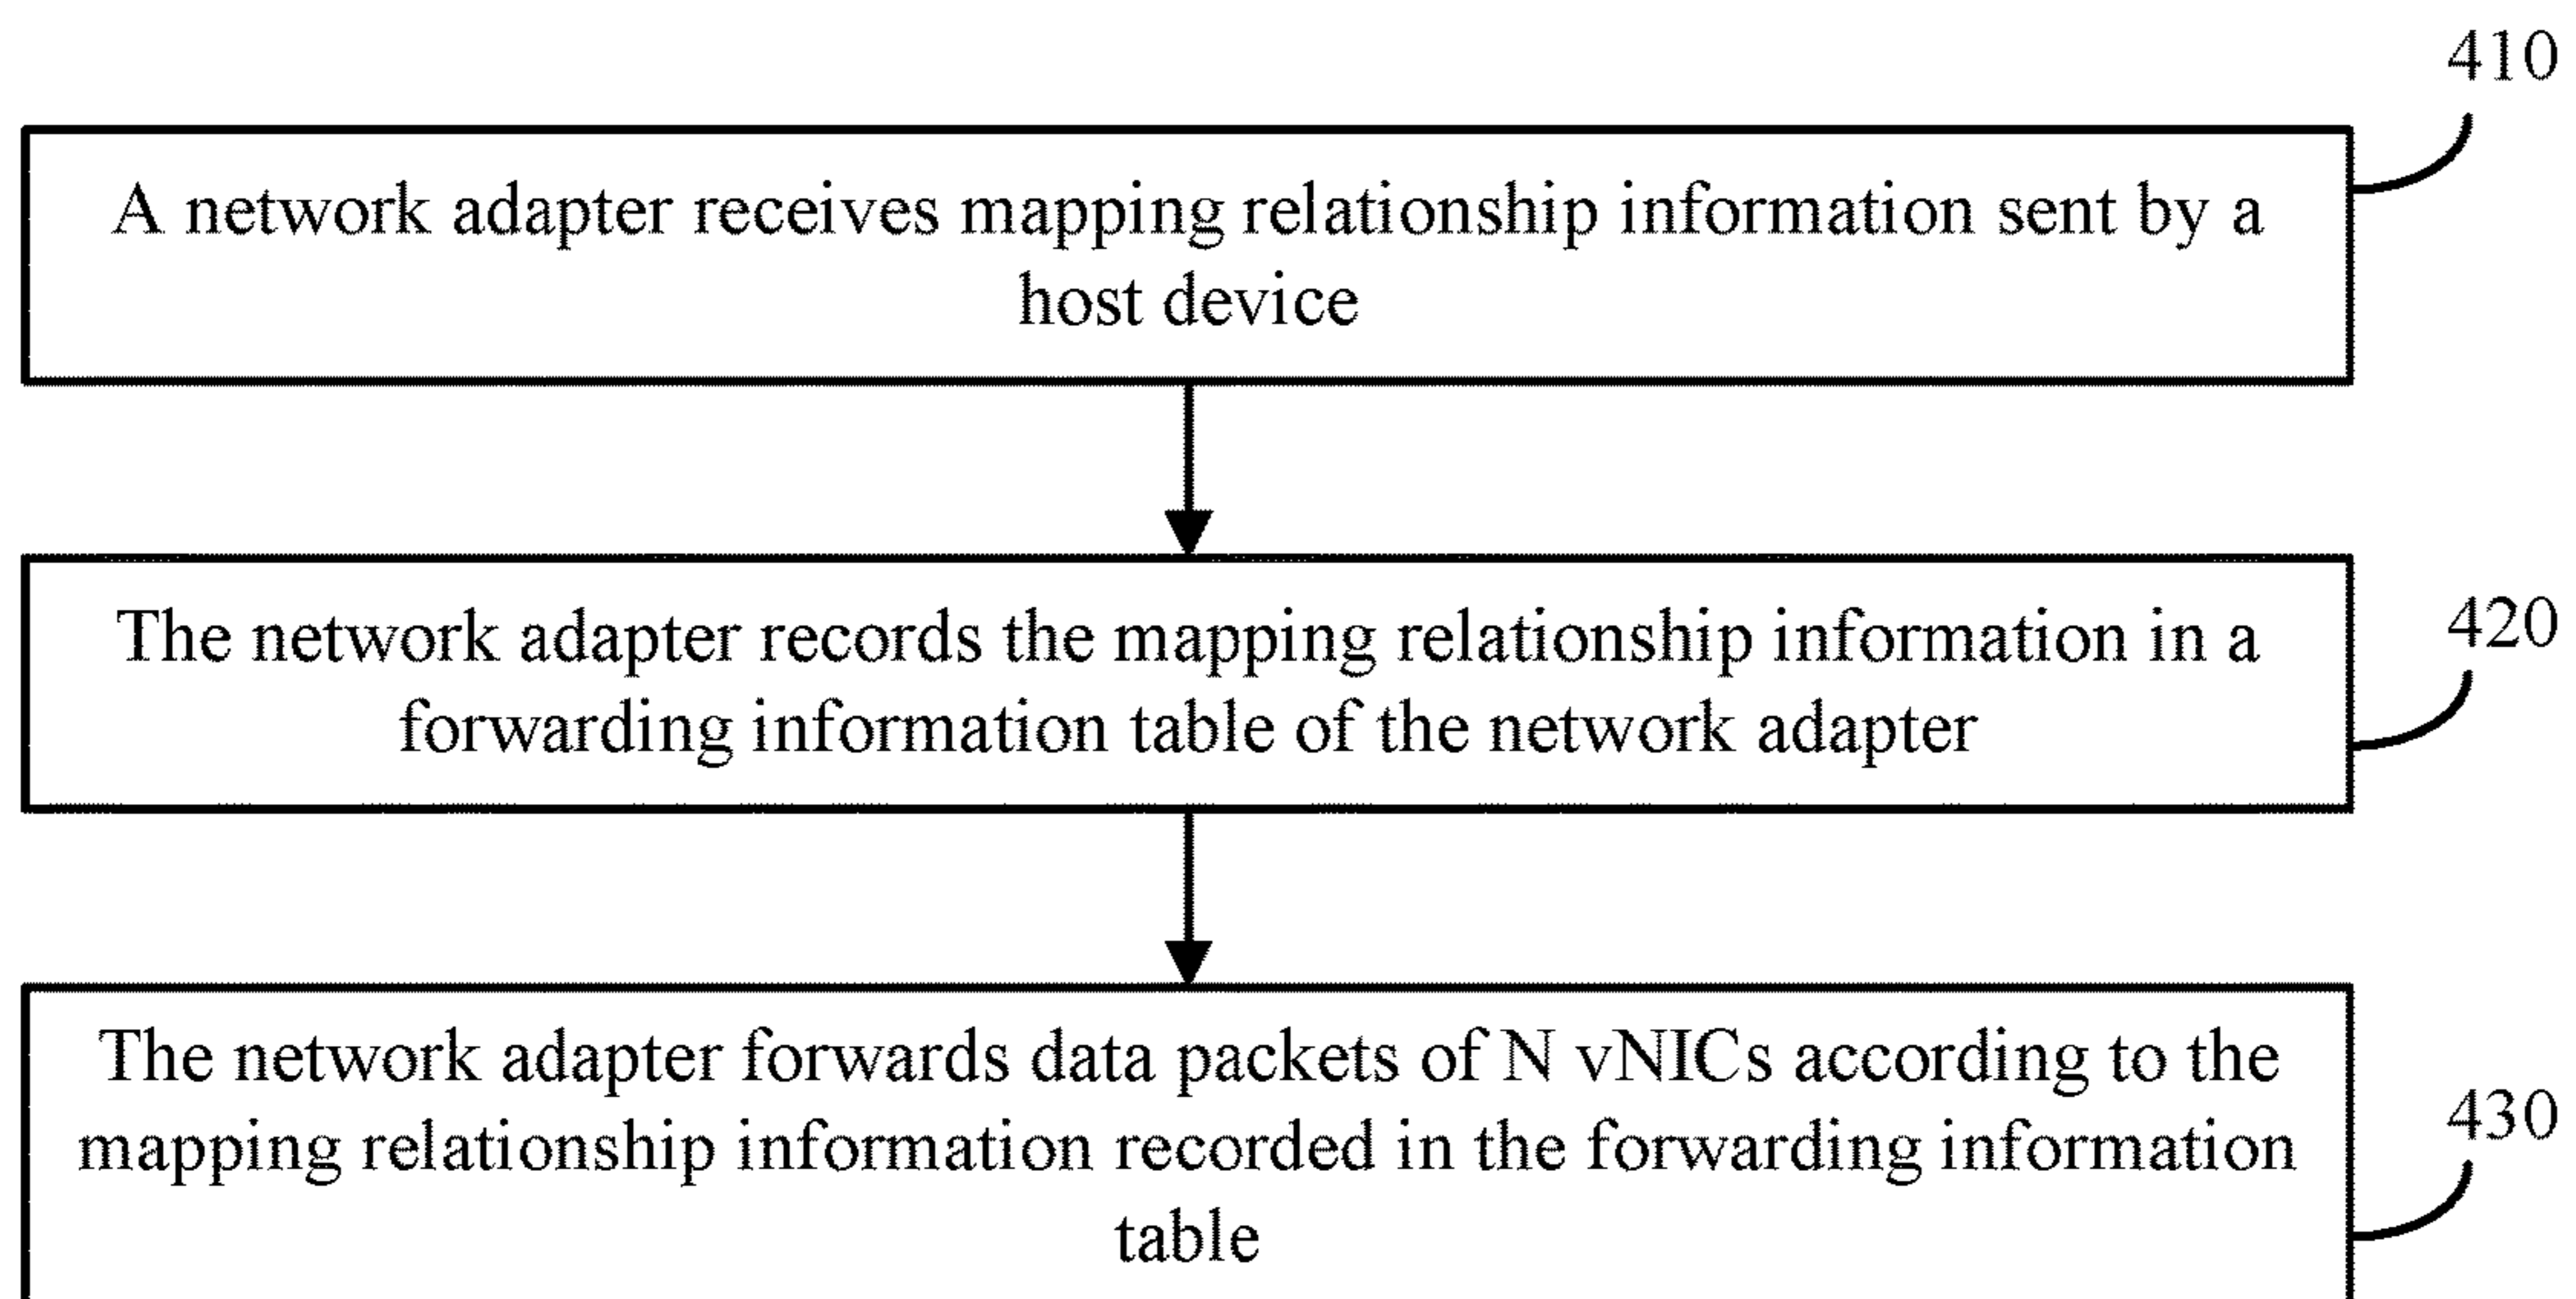 410
A network adapter receives mapping relationship information sent by a
host device
The network adapter records the mapping relationship information in a
forwarding information table of the network adapter
420
The network adapter forwards data packets of N vNICs according to the
mapping relationship information recorded in the forwarding information
table
430